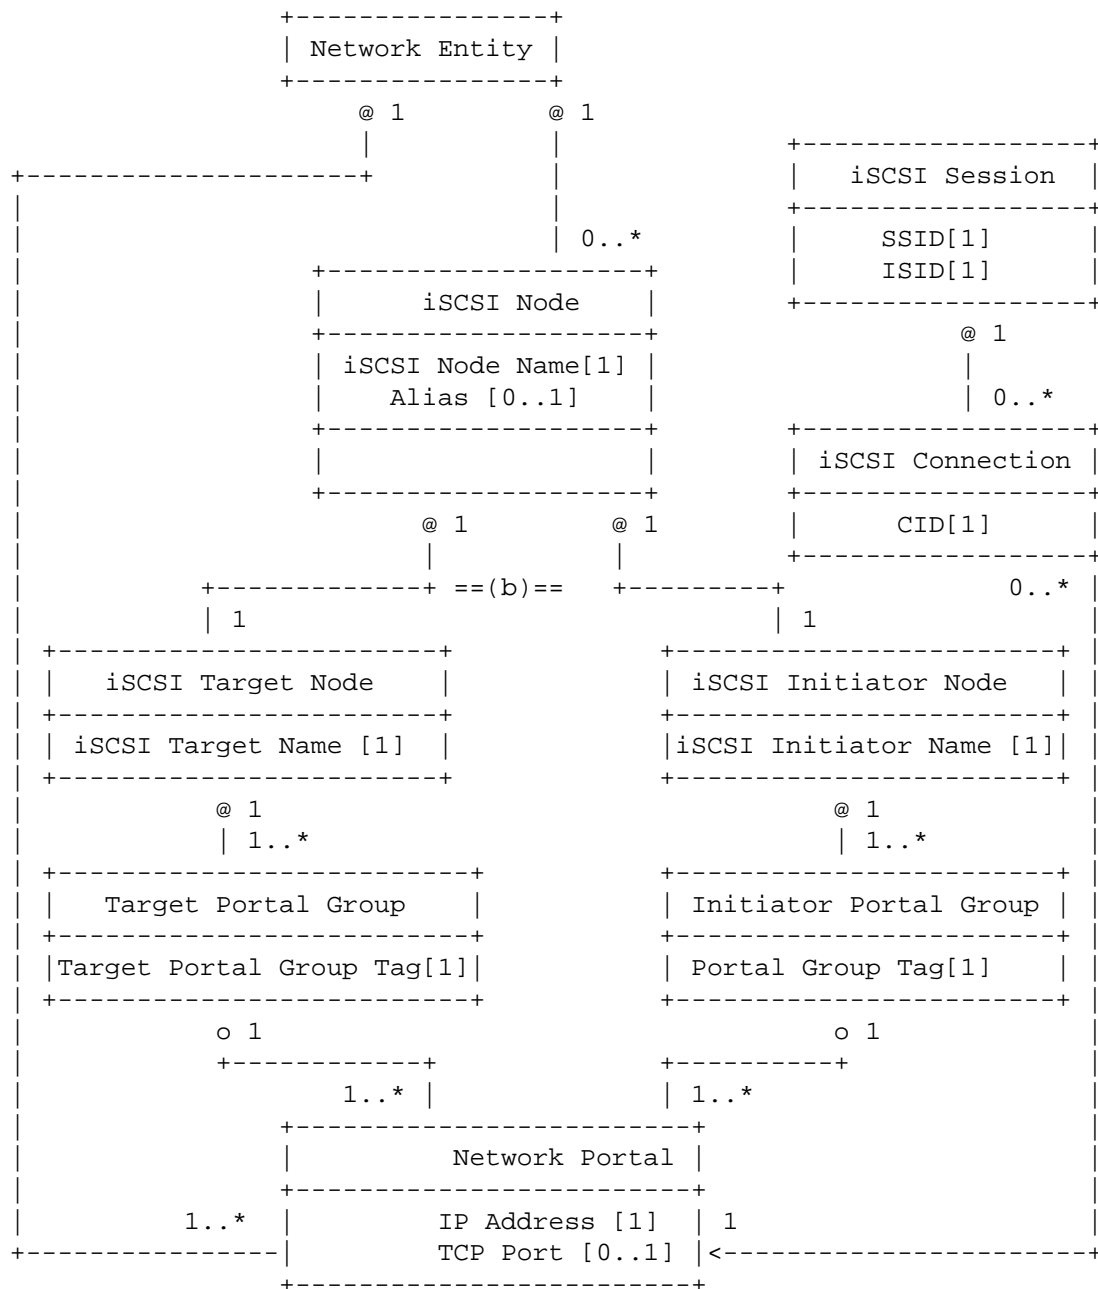 Network Entity
@ 1 @ 1
iSCSI Session
SSID[1]
0..*
ISID[1]
iSCSI Node
@ 1
iSCSI Node Name[1]
Alias [0..1] 0..*
iSCSI Connection
@ 1 @ 1 CID[1]
==(b)== 0..*
1 1
iSCSI Target Node iSCSI Initiator Node
iSCSI Target Name [1] iSCSI Initiator Name [1]
@ 1 @ 1
1..* 1..*
Target Portal Group Initiator Portal Group
Target Portal Group Tag[1] Portal Group Tag[1]
o 1 o 1
1..* 1..*
Network Portal
1..* IP Address [1] 1
TCP Port [0..1]